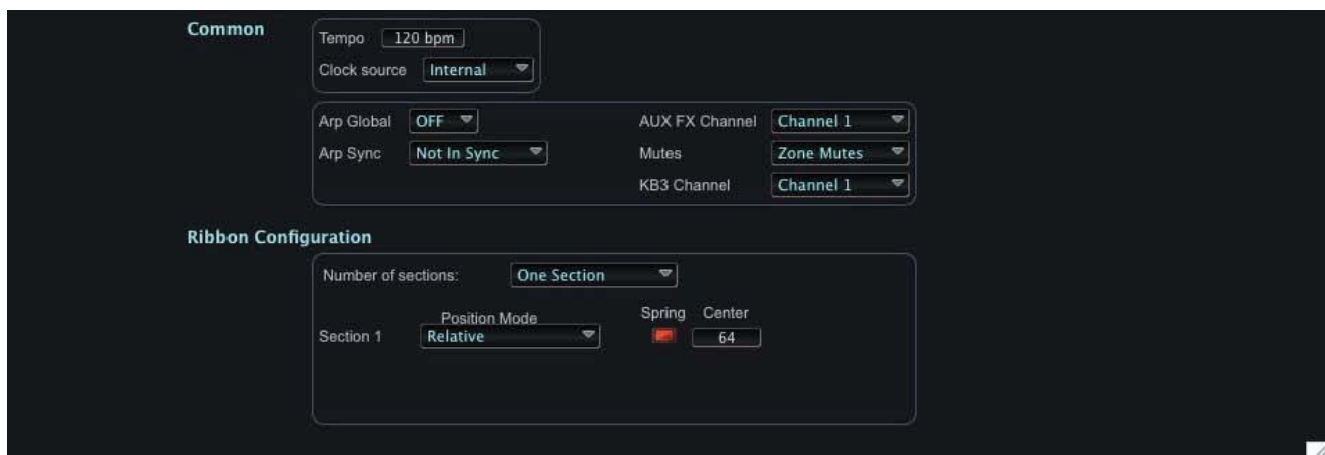 Common
Tempo 120 bpm
Clock source Internal
Arp Global OFF AUX FX Channel Channel 1
Arp Sync Not In Sync Mutes Zone Mutes
KB3 Channel Channel 1
Ribbon Configuration
Number of sections: One Section
Position Mode Spring Center
Section 1 Relative 64